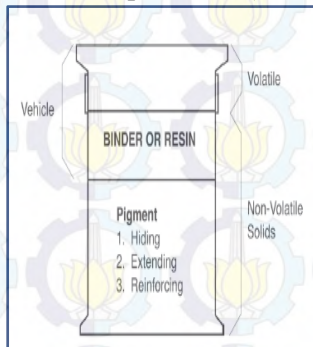 Vehicle
Volatile
BINDER OR RESIN
Pigment
1. Hiding
2. Extending
3. Reinforcing
Non-Volatile
Solids